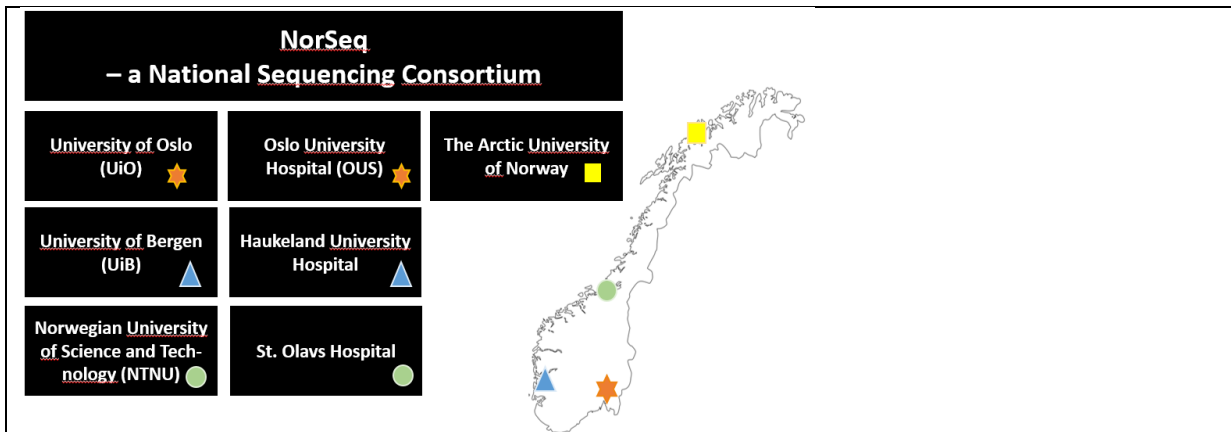 NorSeq
– a National Sequencing Consortium
University of Oslo
(UiO)
Oslo University
Hospital (OUS)
The Arctic University
of Norway
University of Bergen
(UiB)
Haukeland University
Hospital
Norwegian University
of Science and Tech-
nology (NTNU)
St. Olavs Hospital